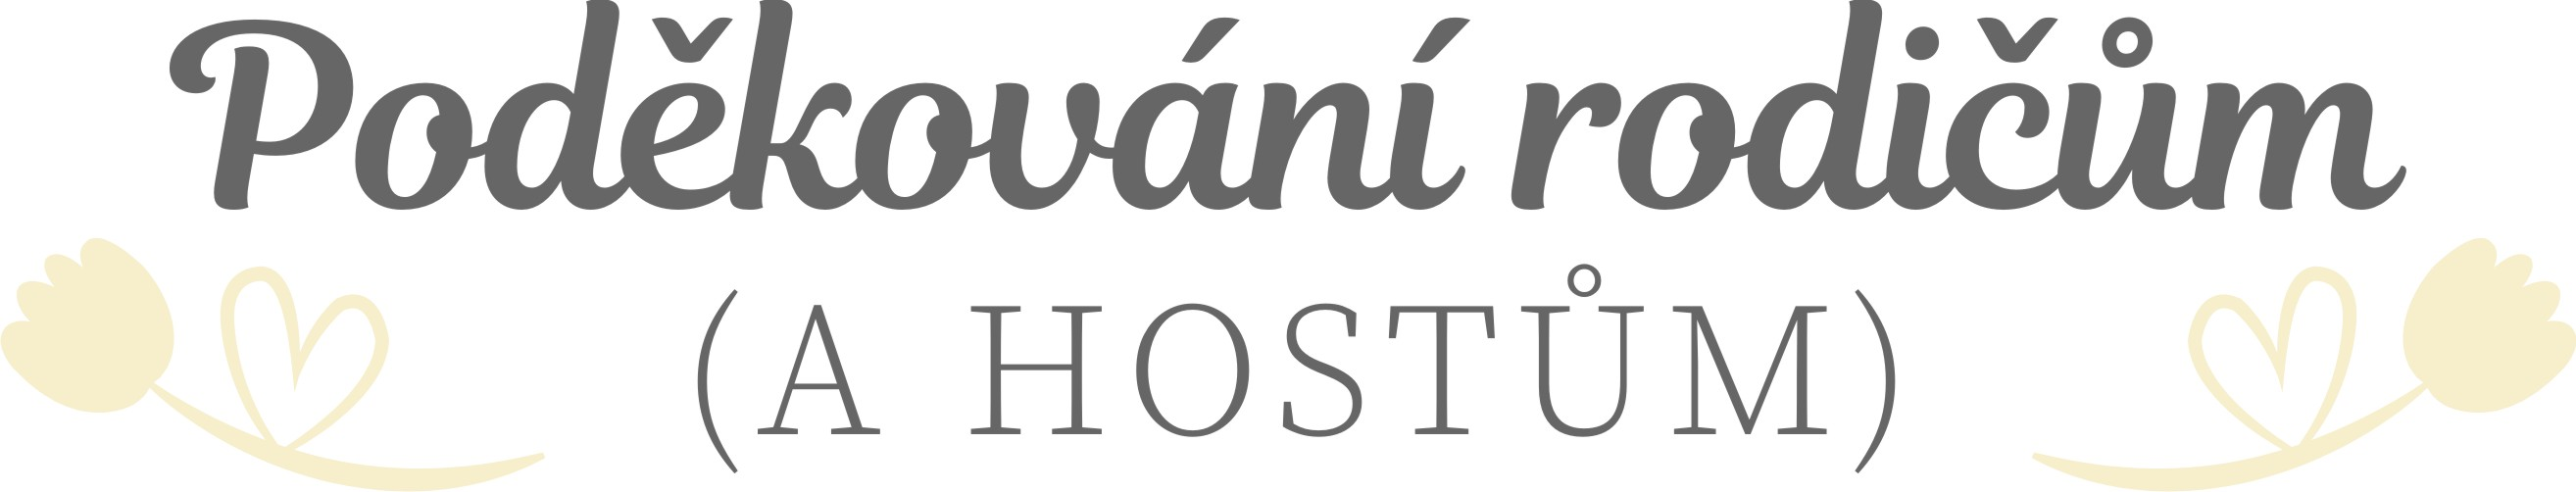 Poděkování rodičům
(A HOSTŮM)